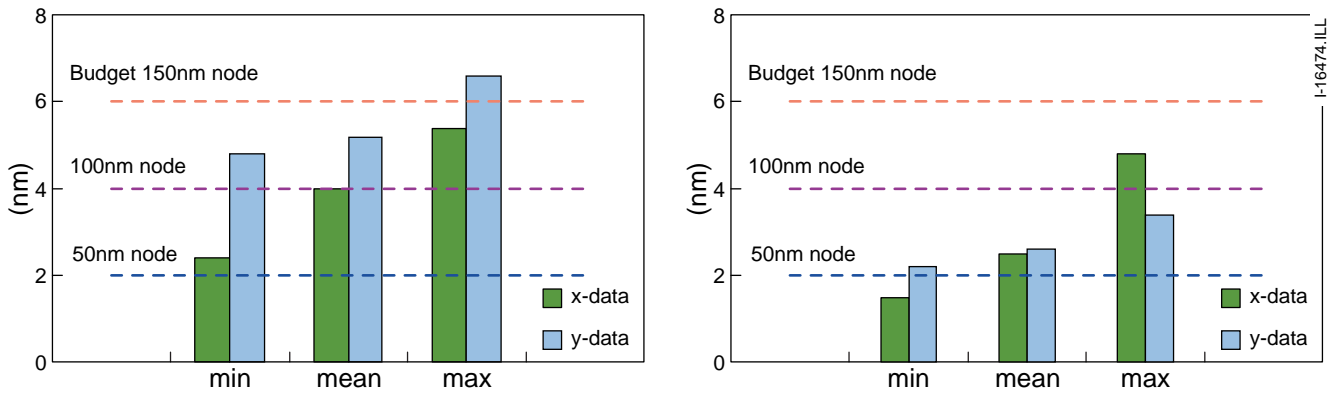 8
Budget 150nm node
6
100nm node
4
(nm)
50nm node
2
x-data
y-data
0
min mean max
8
Budget 150nm node
6
100nm node
4
(nm)
50nm node
2
x-data
y-data
0
min mean max
I-16474.ILL